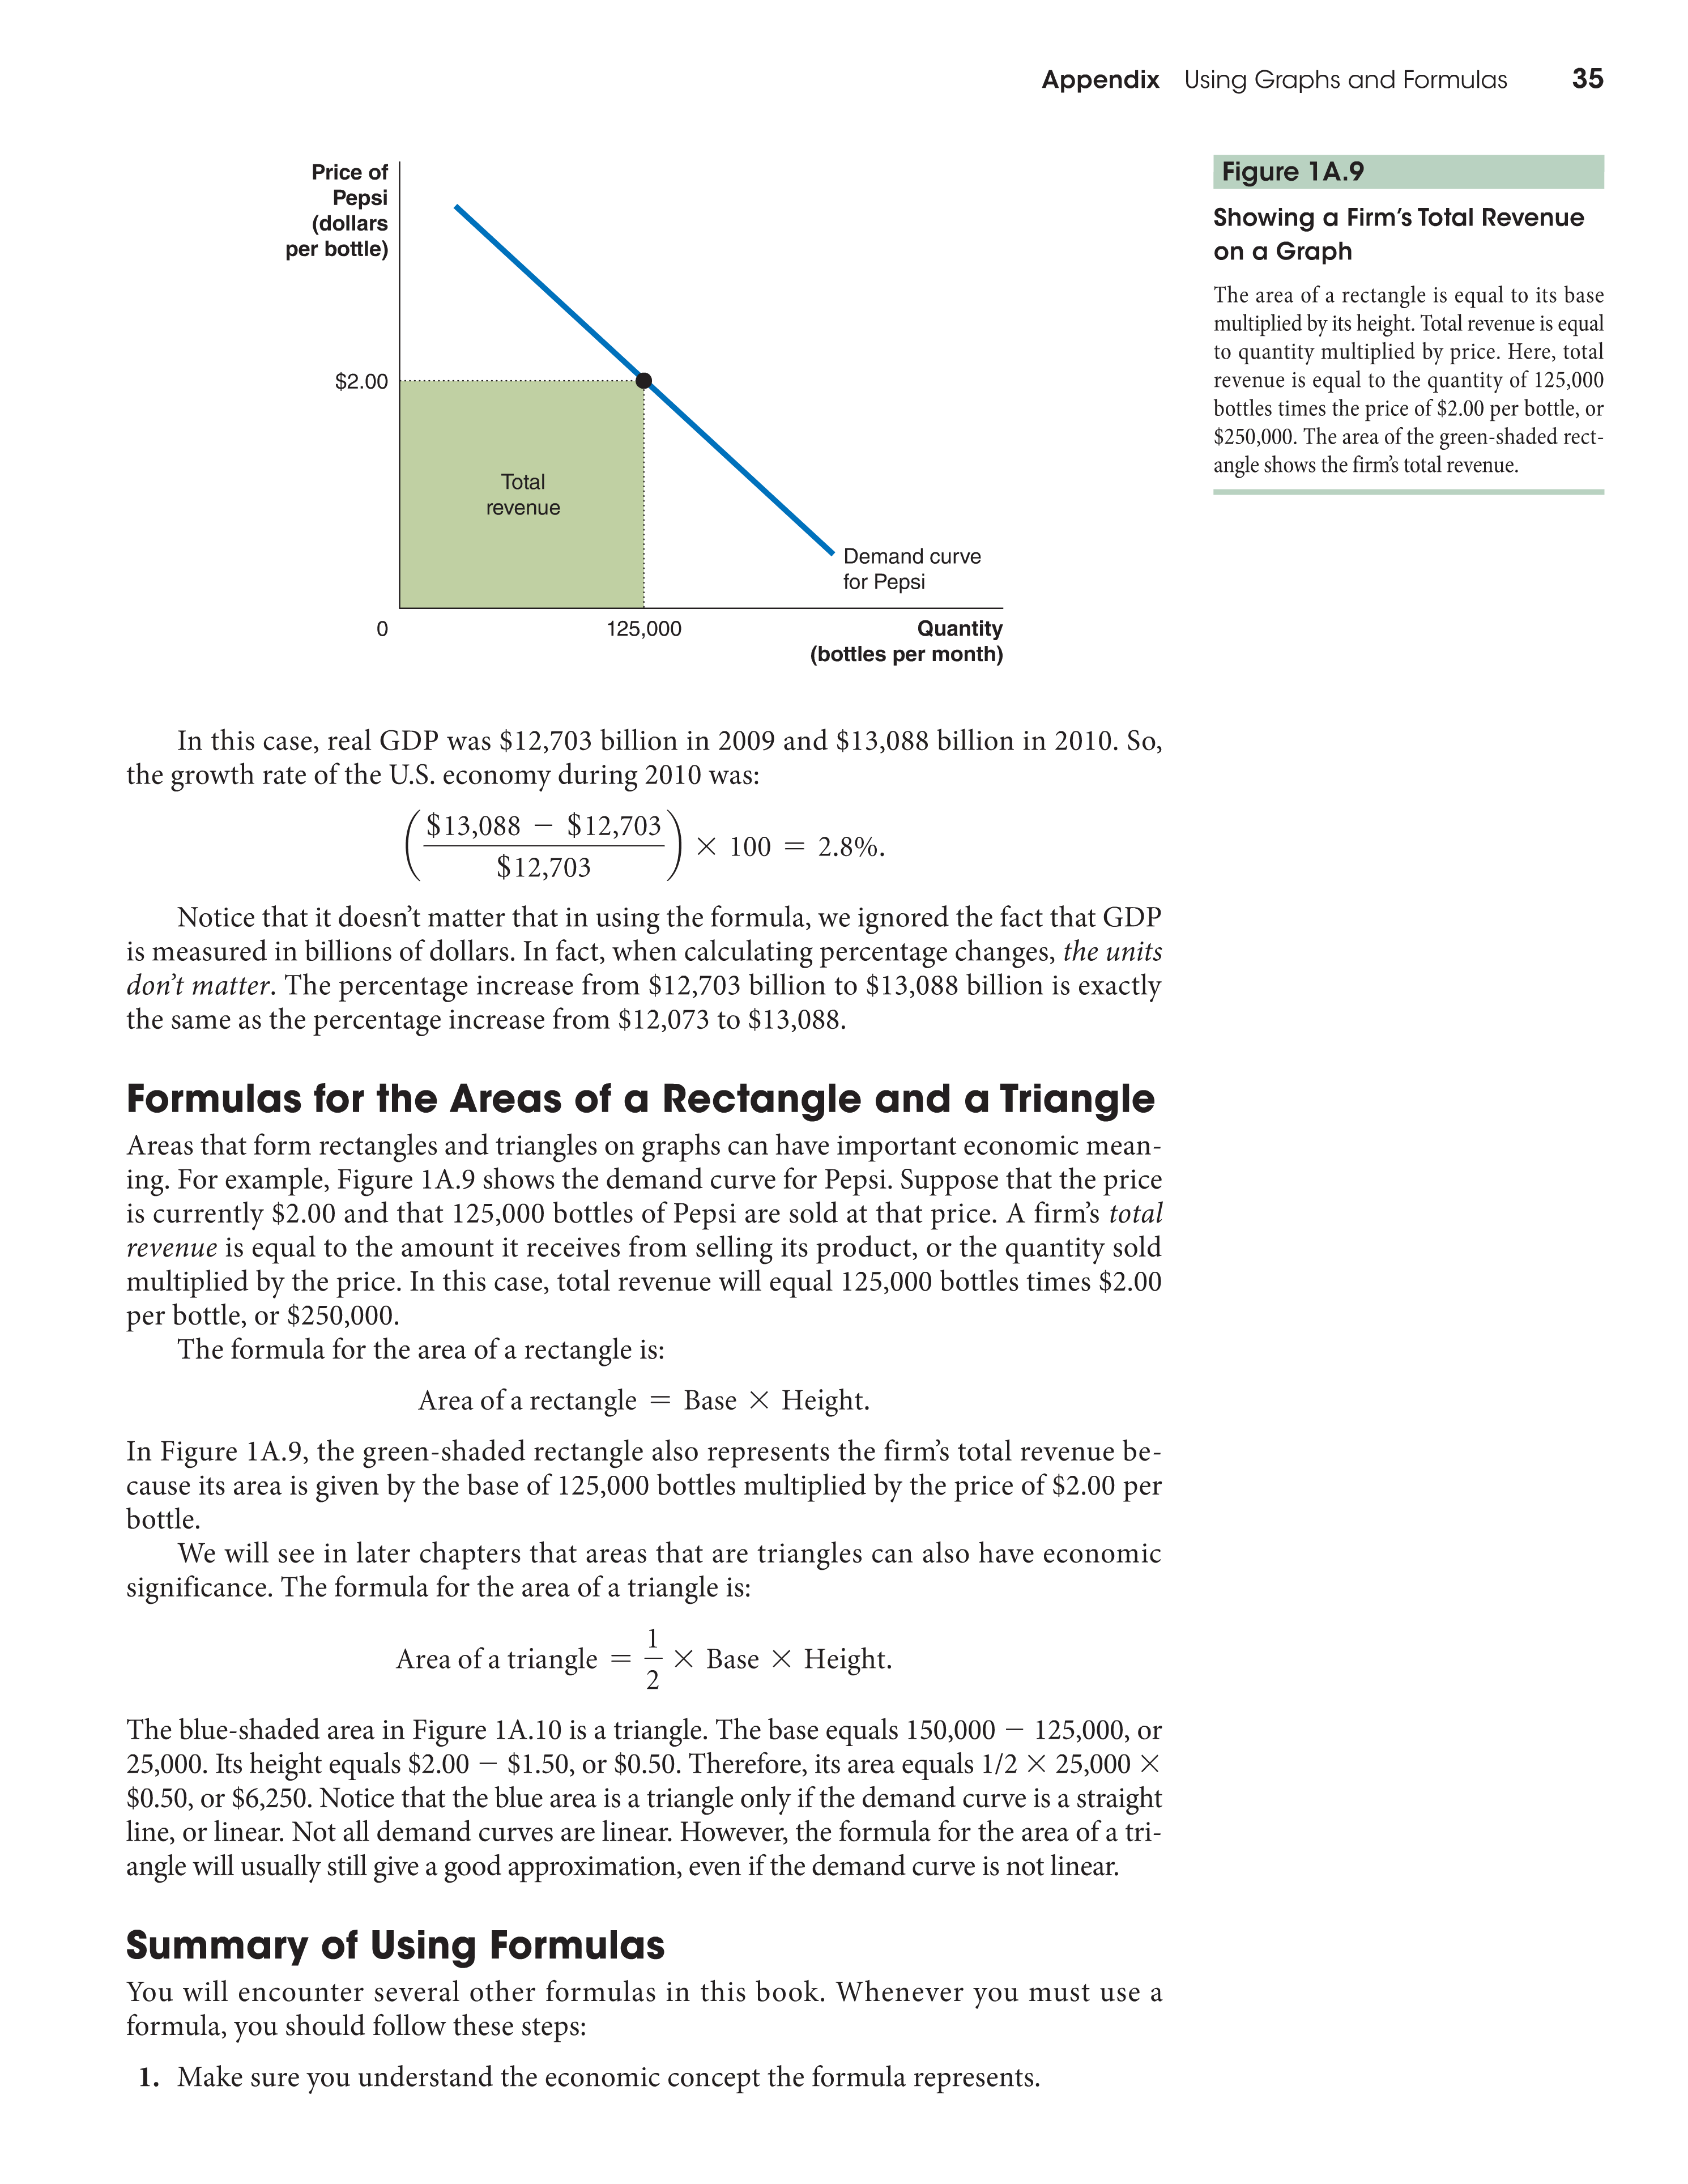 Appendix Using Graphs and Formulas 35
Price of
Pepsi
(dollars
per bottle)
$2.00
Total
revenue
Demand curve
for Pepsi
0
125,000
Quantity
(bottles per month)
Figure 1A.9
Showing a Firm’s Total Revenue
on a Graph
The area of a rectangle is equal to its base
multiplied by its height. Total revenue is equal
to quantity multiplied by price. Here, total
revenue is equal to the quantity of 125,000
bottles times the price of $2.00 per bottle, or
$250,000. The area of the green-shaded rect-
angle shows the firm’s total revenue.
In this case, real GDP was $12,703 billion in 2009 and $13,088 billion in 2010. So,
the growth rate of the U.S. economy during 2010 was:
($13,088 − $12,703 / $12,703) × 100 = 2.8%.
Notice that it doesn’t matter that in using the formula, we ignored the fact that GDP
is measured in billions of dollars. In fact, when calculating percentage changes, the units
don’t matter. The percentage increase from $12,703 billion to $13,088 billion is exactly
the same as the percentage increase from $12,073 to $13,088.
Formulas for the Areas of a Rectangle and a Triangle
Areas that form rectangles and triangles on graphs can have important economic mean-
ing. For example, Figure 1A.9 shows the demand curve for Pepsi. Suppose that the price
is currently $2.00 and that 125,000 bottles of Pepsi are sold at that price. A firm’s total
revenue is equal to the amount it receives from selling its product, or the quantity sold
multiplied by the price. In this case, total revenue will equal 125,000 bottles times $2.00
per bottle, or $250,000.
The formula for the area of a rectangle is:
Area of a rectangle = Base × Height.
In Figure 1A.9, the green-shaded rectangle also represents the firm’s total revenue be-
cause its area is given by the base of 125,000 bottles multiplied by the price of $2.00 per
bottle.
We will see in later chapters that areas that are triangles can also have economic
significance. The formula for the area of a triangle is:
Area of a triangle = 1/2 × Base × Height.
The blue-shaded area in Figure 1A.10 is a triangle. The base equals 150,000 − 125,000, or
25,000. Its height equals $2.00 − $1.50, or $0.50. Therefore, its area equals 1/2 × 25,000 ×
$0.50, or $6,250. Notice that the blue area is a triangle only if the demand curve is a straight
line, or linear. Not all demand curves are linear. However, the formula for the area of a tri-
angle will usually still give a good approximation, even if the demand curve is not linear.
Summary of Using Formulas
You will encounter several other formulas in this book. Whenever you must use a
formula, you should follow these steps:
1. Make sure you understand the economic concept the formula represents.